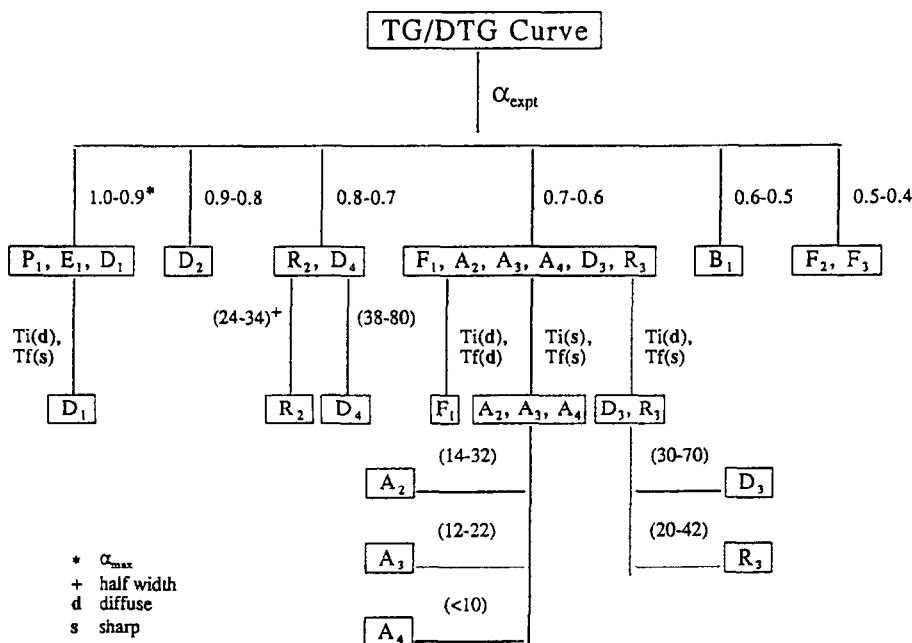 TG/DTG Curve
α_expt
1.0-0.9* 0.9-0.8 0.8-0.7 0.7-0.6 0.6-0.5 0.5-0.4
P₁, E₁, D₁ D₂ R₂, D₄ F₁, A₂, A₃, A₄, D₃, R₃ B₁ F₂, F₃
(24-34)⁺ (38-80)
Ti(d), Ti(d), Ti(s), Ti(d),
Tf(s) Tf(d) Tf(s) Tf(s)
D₁ R₂ D₄ F₁ A₂, A₃, A₄ D₃, R₃
(14-32) (30-70)
A₂ D₃
(12-22) (20-42)
A₃ R₃
(<10)
A₄
* α_max
+ half width
d diffuse
s sharp